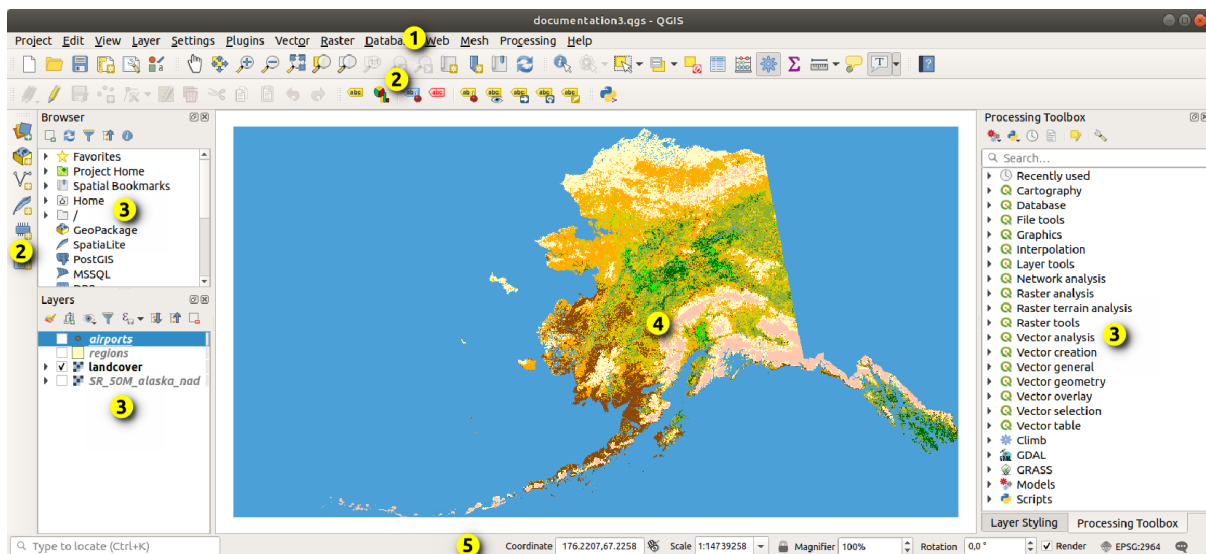 documentation3.qgs - QGIS
Project Edit View Layer Settings Plugins Vector Raster Database Web Mesh Processing Help
1
2
abc abc abc
Browser
Favorites
Project Home
Spatial Bookmarks
Home
/
3
GeoPackage
SpatiaLite
PostGIS
MSSQL
2
Layers
airports
regions
landcover
SR_50M_alaska_nad
3
4
Processing Toolbox
Search...
Recently used
Cartography
Database
File tools
Graphics
Interpolation
Layer tools
Network analysis
Raster analysis
Raster terrain analysis
Raster tools
Vector analysis
3
Vector creation
Vector general
Vector geometry
Vector overlay
Vector selection
Vector table
Climb
GDAL
GRASS
Models
Scripts
Layer Styling Processing Toolbox
Type to locate (Ctrl+K)
5
Coordinate 176.2207,67.2258 Scale 1:14739258 Magnifier 100% Rotation 0,0 ° Render EPSG:2964